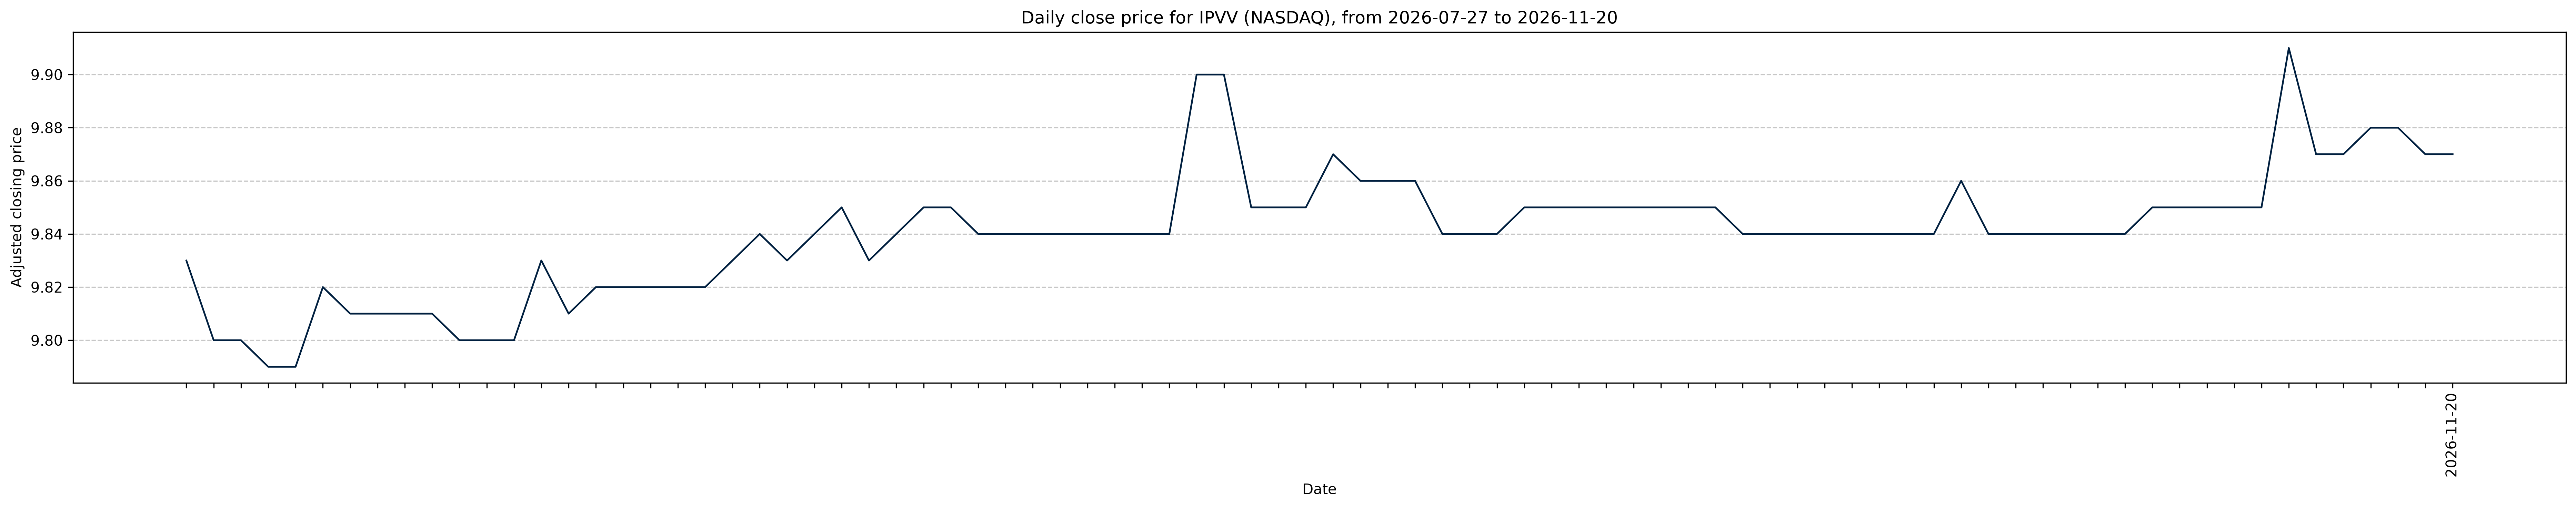 Daily close price for IPVV (NASDAQ), from 2026-07-27 to 2026-11-20
Adjusted closing price
9.90
9.88
9.86
9.84
9.82
9.80
2026-11-20
Date